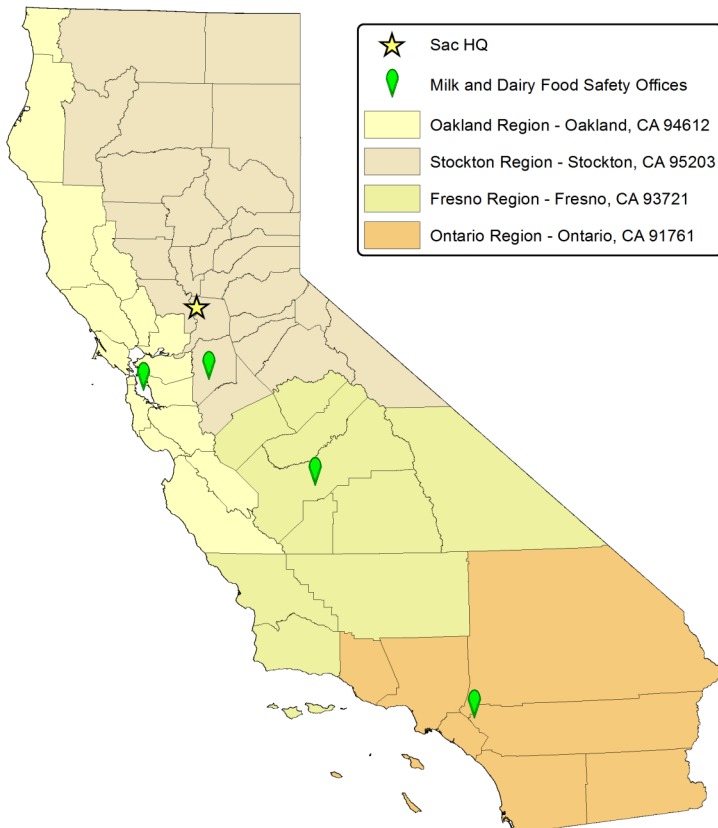 Sac HQ
Milk and Dairy Food Safety Offices
Oakland Region - Oakland, CA 94612
Stockton Region - Stockton, CA 95203
Fresno Region - Fresno, CA 93721
Ontario Region - Ontario, CA 91761